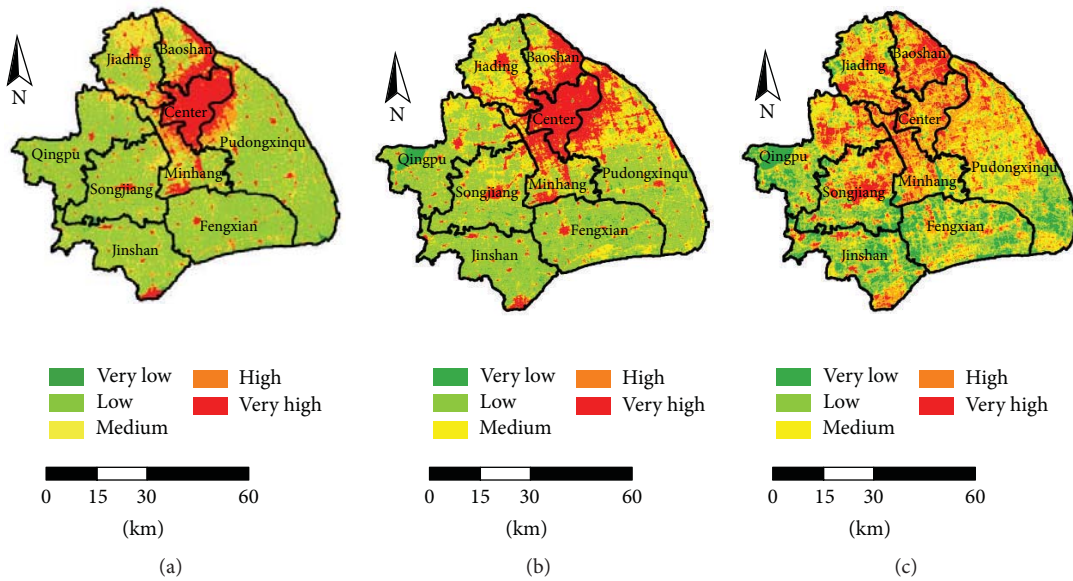 Jiading
Baoshan
N
Center
Qingpu
Pudongxinqu
Songjiang
Minhang
Fengxian
Jinshan
Very low
High
Low
Very high
Medium
0 15 30 60
(km)
(a)
Baoshan
Jiading
N
Center
Qingpu
Songjiang
Minhang
Pudongxinqu
Fengxian
Jinshan
Very low
High
Low
Very high
Medium
0 15 30 60
(km)
(b)
Baoshan
Jiading
N
Center
Qingpu
Pudongxinqu
Songjiang
Minhang
Fengxian
Jinshan
Very low
High
Low
Very high
Medium
0 15 30 60
(km)
(c)